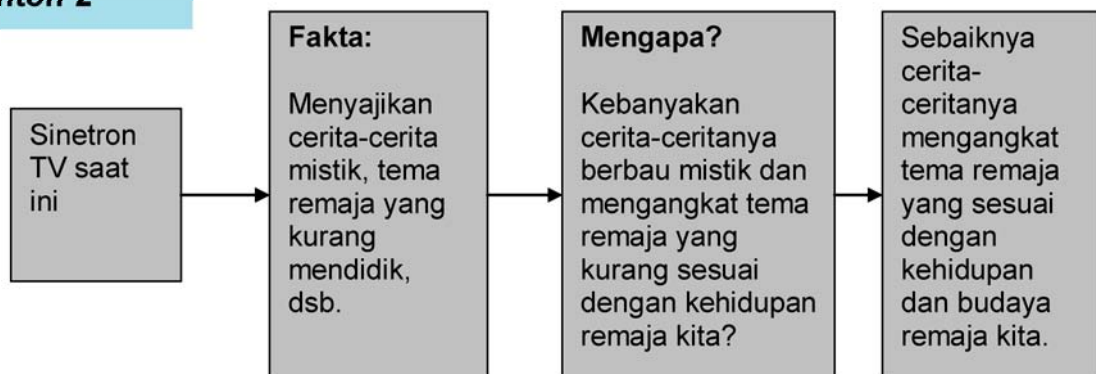 Sinetron
TV saat
ini
Fakta:
Menyajikan
cerita-cerita
mistik, tema
remaja yang
kurang
mendidik,
dsb.
Mengapa?
Kebanyakan
cerita-ceritanya
berbau mistik dan
mengangkat tema
remaja yang
kurang sesuai
dengan kehidupan
remaja kita?
Sebaiknya
cerita-
ceritanya
mengangkat
tema remaja
yang sesuai
dengan
kehidupan
dan budaya
remaja kita.